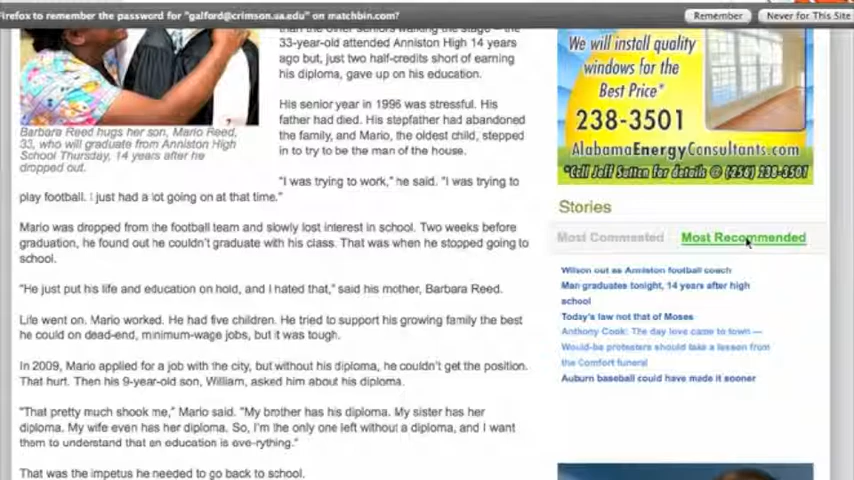 Firefox to remember the password for "galford@crimson.ua.edu" on matchbin.com?
Remember
Never for This Site
than the other seniors walking the stage – the
33-year-old attended Anniston High 14 years
ago but, just two half-credits short of earning
his diploma, gave up on his education.
His senior year in 1996 was stressful. His
father had died. His stepfather had abandoned
the family, and Mario, the oldest child, stepped
in to try to be the man of the house.
Barbara Reed hugs her son, Mario Reed,
33, who will graduate from Anniston High
School Thursday, 14 years after he
dropped out.
"I was trying to work," he said. "I was trying to
play football. I just had a lot going on at that time."
Mario was dropped from the football team and slowly lost interest in school. Two weeks before
graduation, he found out he couldn't graduate with his class. That was when he stopped going to
school.
"He just put his life and education on hold, and I hated that," said his mother, Barbara Reed.
Life went on. Mario worked. He had five children. He tried to support his growing family the best
he could on dead-end, minimum-wage jobs, but it was tough.
In 2009, Mario applied for a job with the city, but without his diploma, he couldn't get the position.
That hurt. Then his 9-year-old son, William, asked him about his diploma.
"That pretty much shook me," Mario said. "My brother has his diploma. My sister has her
diploma. My wife even has her diploma. So, I'm the only one left without a diploma, and I want
them to understand that an education is eve-rything."
That was the impetus he needed to go back to school.
We will install quality
windows for the
Best Price*
238-3501
AlabamaEnergyConsultants.com
*Call Jeff Sutton for details @ (256) 238-3501
Stories
Most Commented
Most Recommended
Wilson out as Anniston football coach
Man graduates tonight, 14 years after high
school
Today's law not that of Moses
Anthony Cook: The day love came to town —
Would-be protesters should take a lesson from
the Comfort funeral
Auburn baseball could have made it sooner